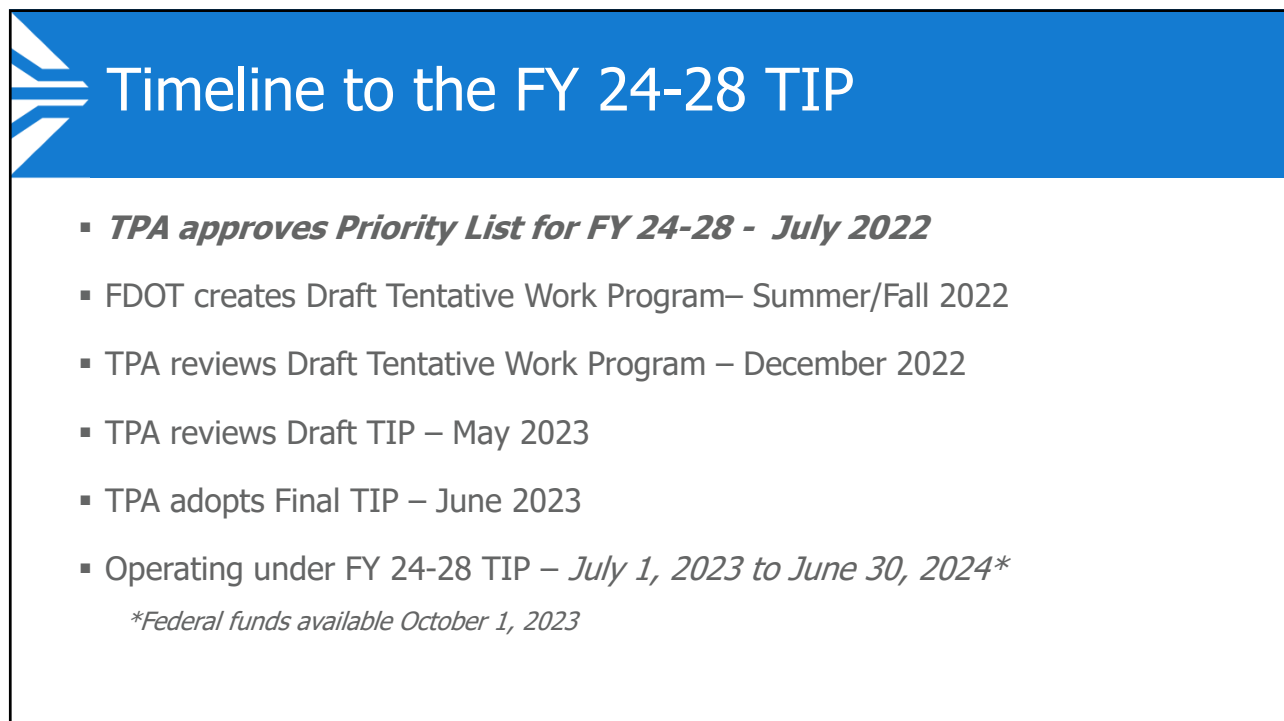 Timeline to the FY 24-28 TIP
▪ TPA approves Priority List for FY 24-28 - July 2022
▪ FDOT creates Draft Tentative Work Program– Summer/Fall 2022
▪ TPA reviews Draft Tentative Work Program – December 2022
▪ TPA reviews Draft TIP – May 2023
▪ TPA adopts Final TIP – June 2023
▪ Operating under FY 24-28 TIP – July 1, 2023 to June 30, 2024*
*Federal funds available October 1, 2023